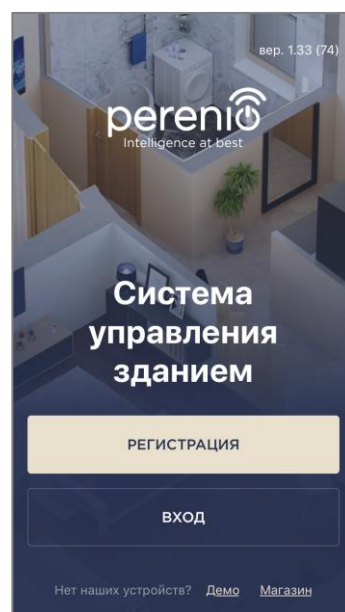 вер. 1.33 (74)
perenio
Intelligence at best
Система
управления
зданием
РЕГИСТРАЦИЯ
ВХОД
Нет наших устройств? Демо Магазин